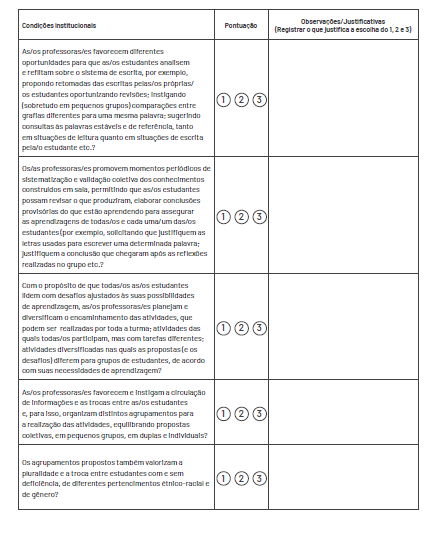 Condições Institucionais
Pontuação
Observações/Justificativas
(Registrar o que justifica a escolha do 1, 2 e 3)
As/os professoras/es favorecem diferentes
oportunidades para que as/os estudantes analisem
e reflitam sobre o sistema de escrita, por exemplo,
propondo retomadas das escritas pelas/os próprias/
os estudantes oportunizando revisões; instigando
(sobretudo em pequenos grupos) comparações entre
grafias diferentes para uma mesma palavra; sugerindo
consultas às palavras estáveis e de referência, tanto
em situações de leitura quanto em situações de escrita
pela/o estudante etc.?
1 2 3
Os/as professoras/es promovem momentos periódicos de
sistematização e validação coletiva dos conhecimentos
construídos em sala, permitindo que as/os estudantes
possam revisar o que produziram, elaborar conclusões
provisórias do que estão aprendendo para assegurar
as aprendizagens de todas/os e cada uma/um das/os
estudantes (por exemplo, solicitando que justifiquem as
letras usadas para escrever uma determinada palavra;
justifiquem a conclusão que chegaram após as reflexões
realizadas no grupo etc.?
1 2 3
Com o propósito de que todas/os as/os estudantes
lidem com desafios ajustados às suas possibilidades
de aprendizagem, as/os professoras/es planejam e
diversificam o encaminhamento das atividades, que
podem ser realizadas por toda a turma; atividades das
quais todas/os participam, mas com tarefas diferentes;
atividades diversificadas nas quais as propostas (e os
desafios) diferem para grupos de estudantes, de acordo
com suas necessidades de aprendizagem?
1 2 3
As/os professoras/es favorecem e instigam a circulação
de informações e as trocas entre as/os estudantes
e, para isso, organizam distintos agrupamentos para
a realização das atividades, equilibrando propostas
coletivas, em pequenos grupos, em duplas e individuais?
1 2 3
Os agrupamentos propostos também valorizam a
pluralidade e a troca entre estudantes com e sem
deficiência, de diferentes pertencimentos étnico-racial e
de gênero?
1 2 3